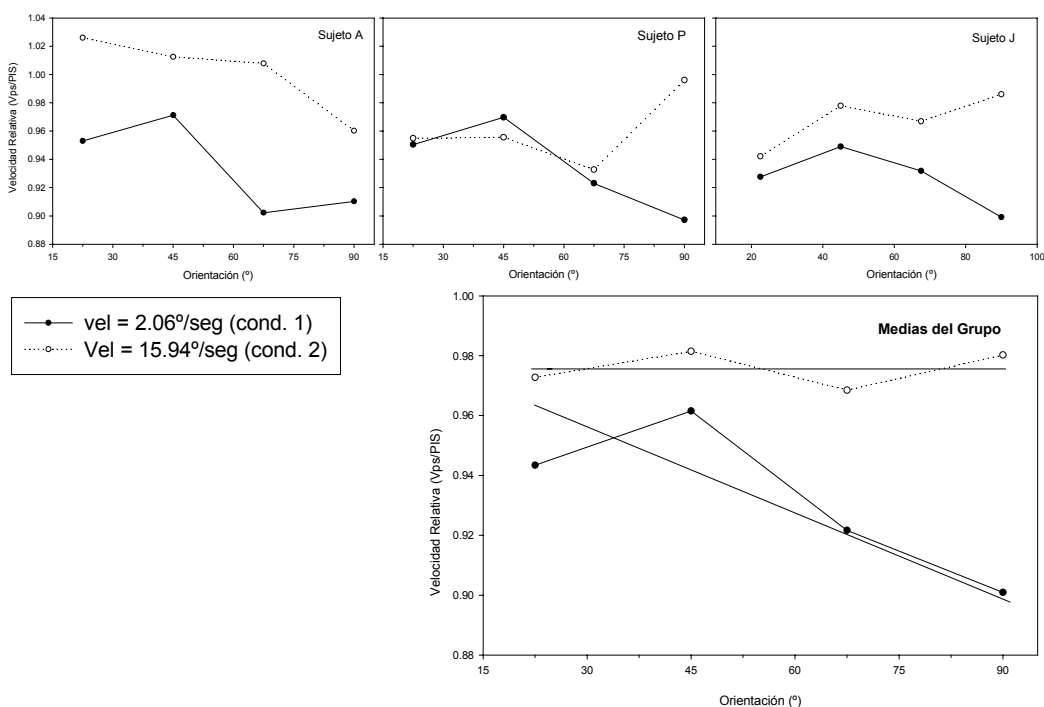 Velocidad Relativa (Vps/PIS)
1.04
1.02
1.00
0.98
0.96
0.94
0.92
0.90
0.88
Sujeto A
15 30 45 60 75 90
Orientación (º)
Sujeto P
15 30 45 60 75 90
Orientación (º)
Sujeto J
20 40 60 80 100
Orientación (º)
vel = 2.06º/seg (cond. 1)
Vel = 15.94º/seg (cond. 2)
Velocidad Relativa (Vps/PIS)
1.00
0.98
0.96
0.94
0.92
0.90
0.88
Medias del Grupo
15 30 45 60 75 90
Orientación (º)